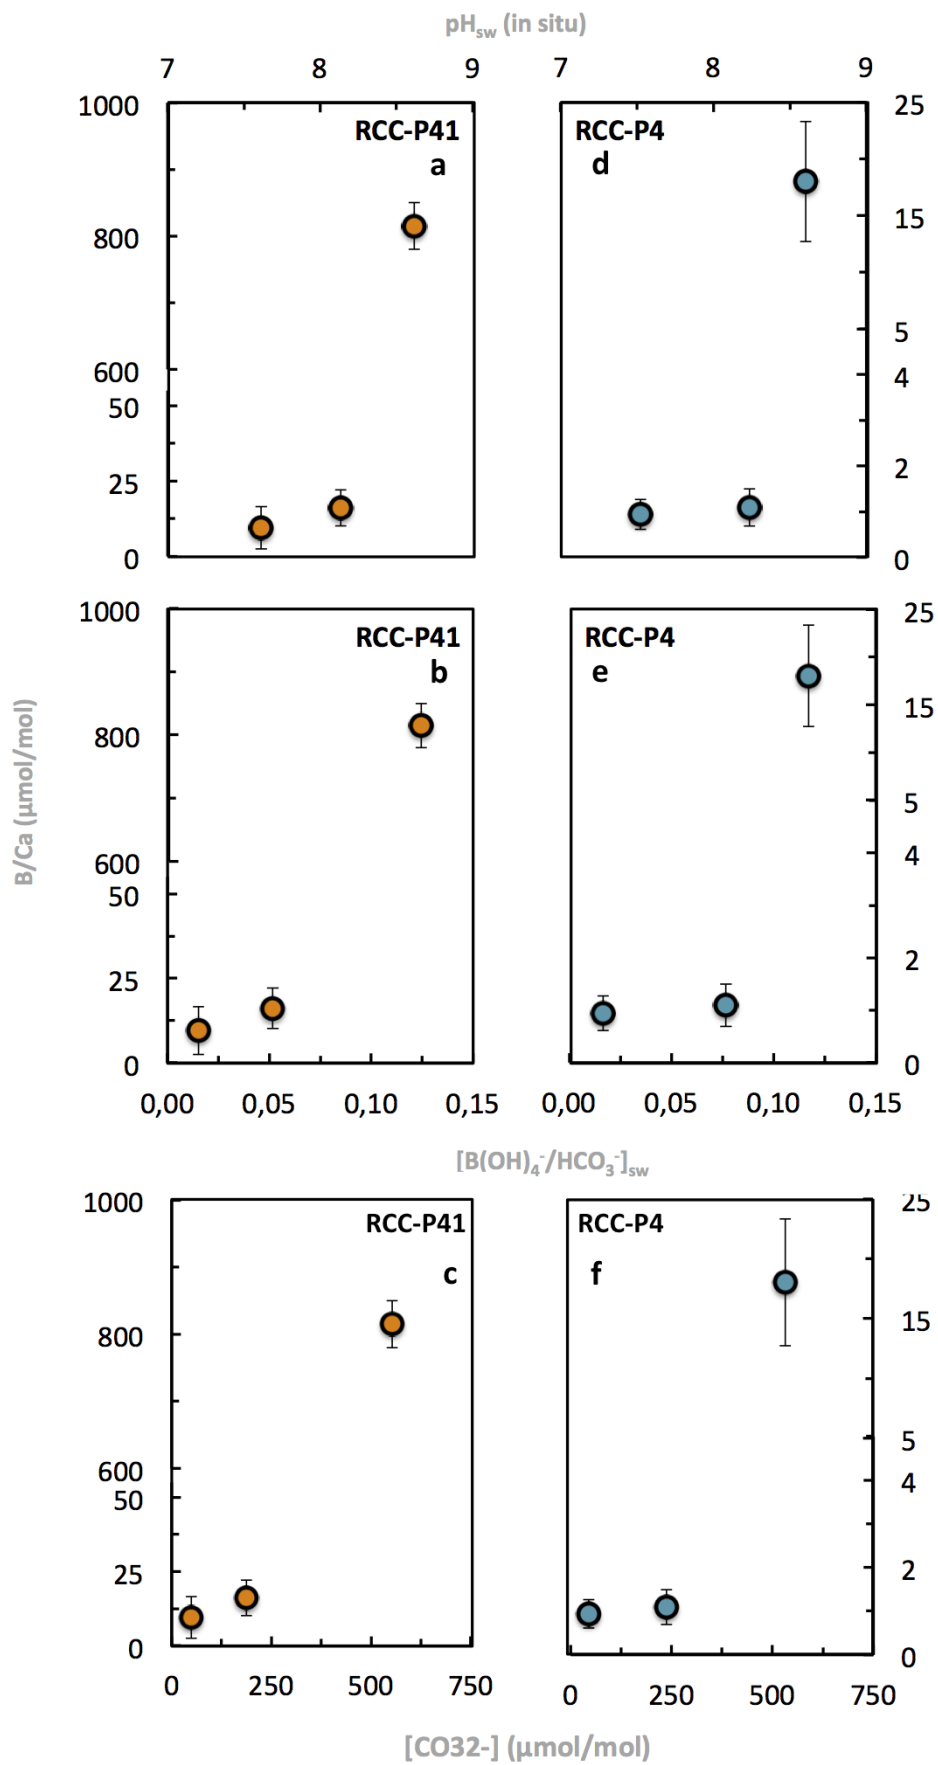 pHsw (in situ)
7 8 9 7 8 9
1000 25
RCC-P41 RCC-P4
a d
800 15
600 5
50 4
25 2
0 0
1000 25
RCC-P41 RCC-P4
b e
800 15
B/Ca (µmol/mol)
600 5
50 4
25 2
0 0
0,00 0,05 0,10 0,15 0,00 0,05 0,10 0,15
[B(OH)4-/HCO3-]sw
1000 25
RCC-P41 RCC-P4
c f
800 15
600 5
50 4
25 2
0 0
0 250 500 750 0 250 500 750
[CO32-] (µmol/mol)